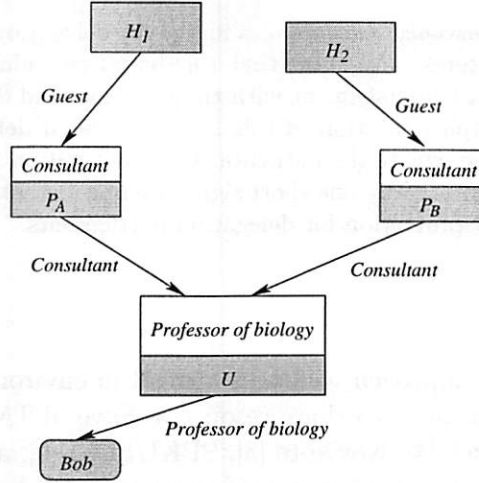 H1
H2
Guest
Guest
Consultant
PA
Consultant
PB
Consultant
Consultant
Professor of biology
U
Professor of biology
Bob